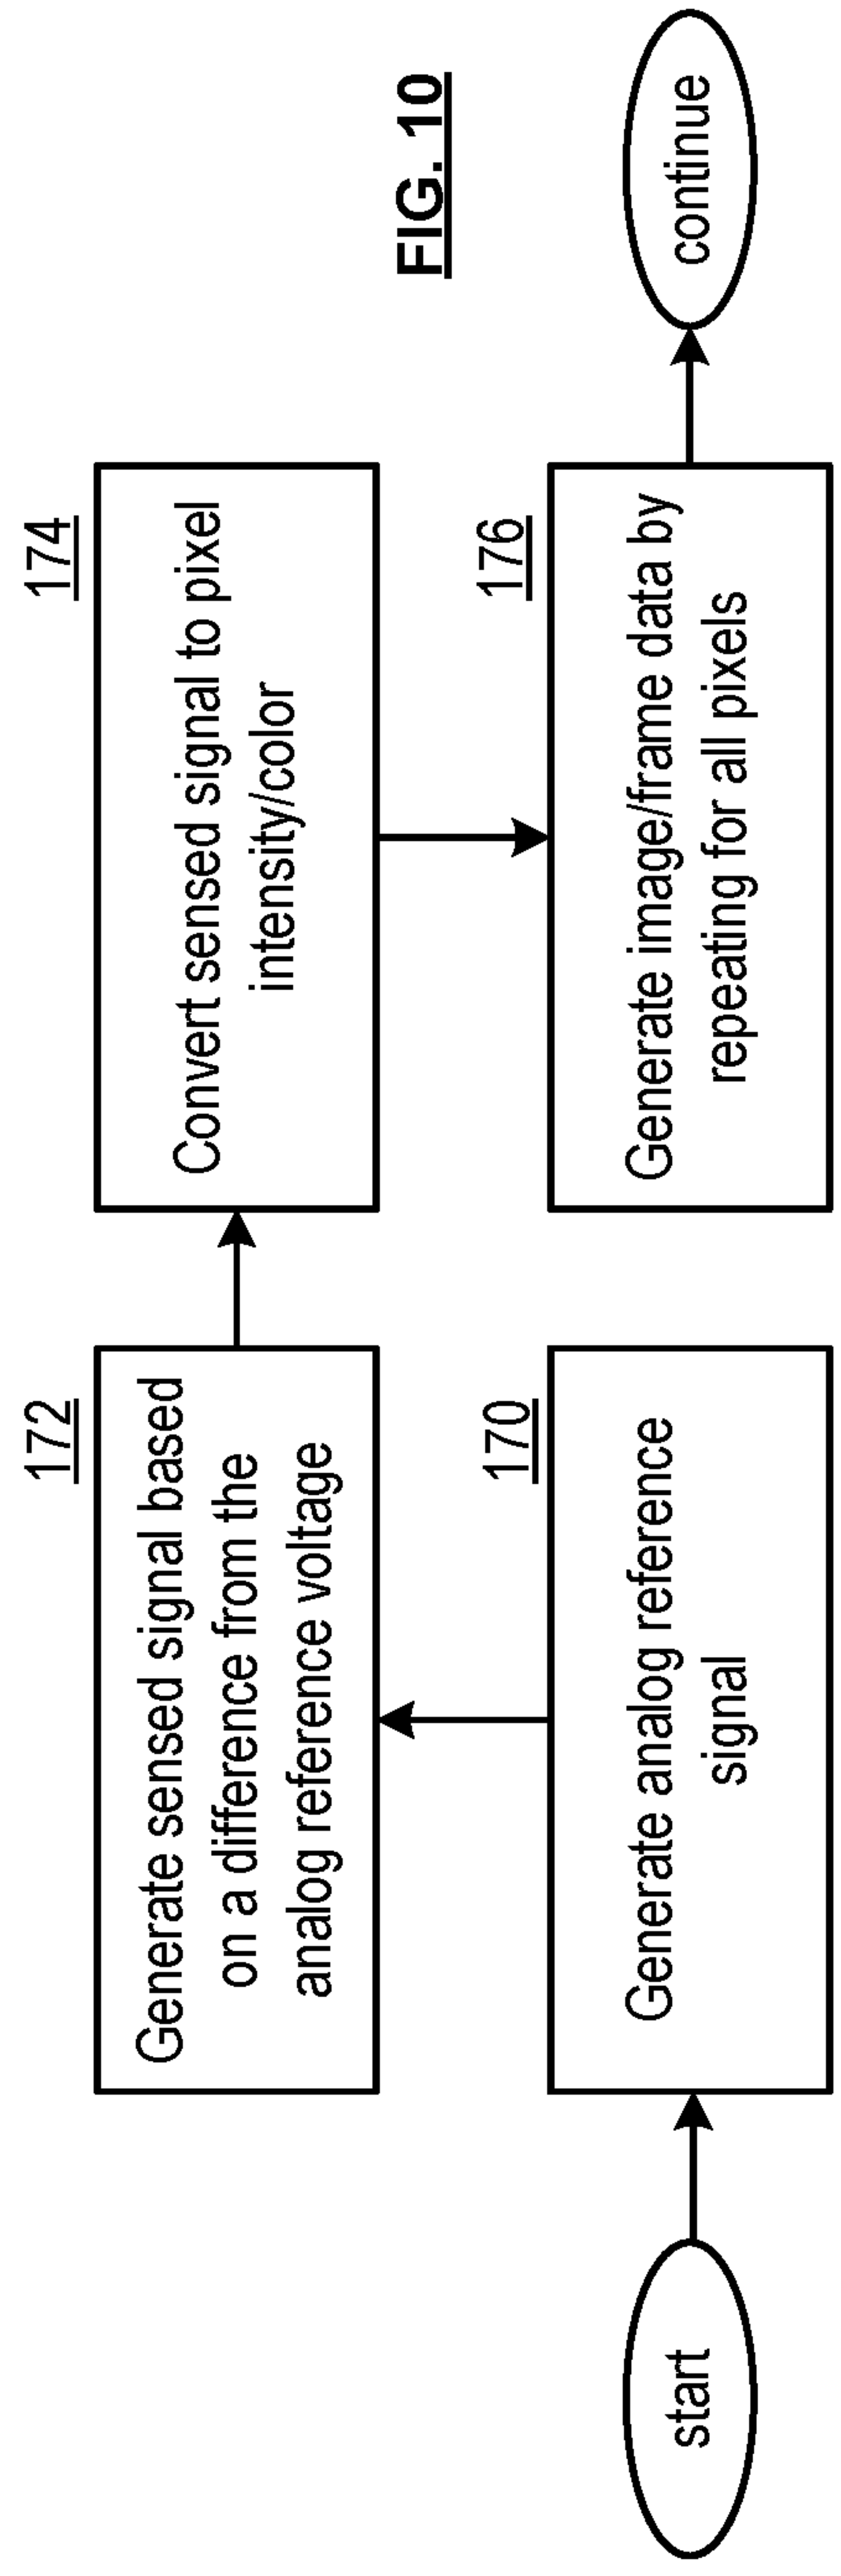 start
170
Generate analog reference
signal
172
Generate sensed signal based
on a difference from the
analog reference voltage
174
Convert sensed signal to pixel
intensity/color
176
Generate image/frame data by
repeating for all pixels
continue
FIG. 10